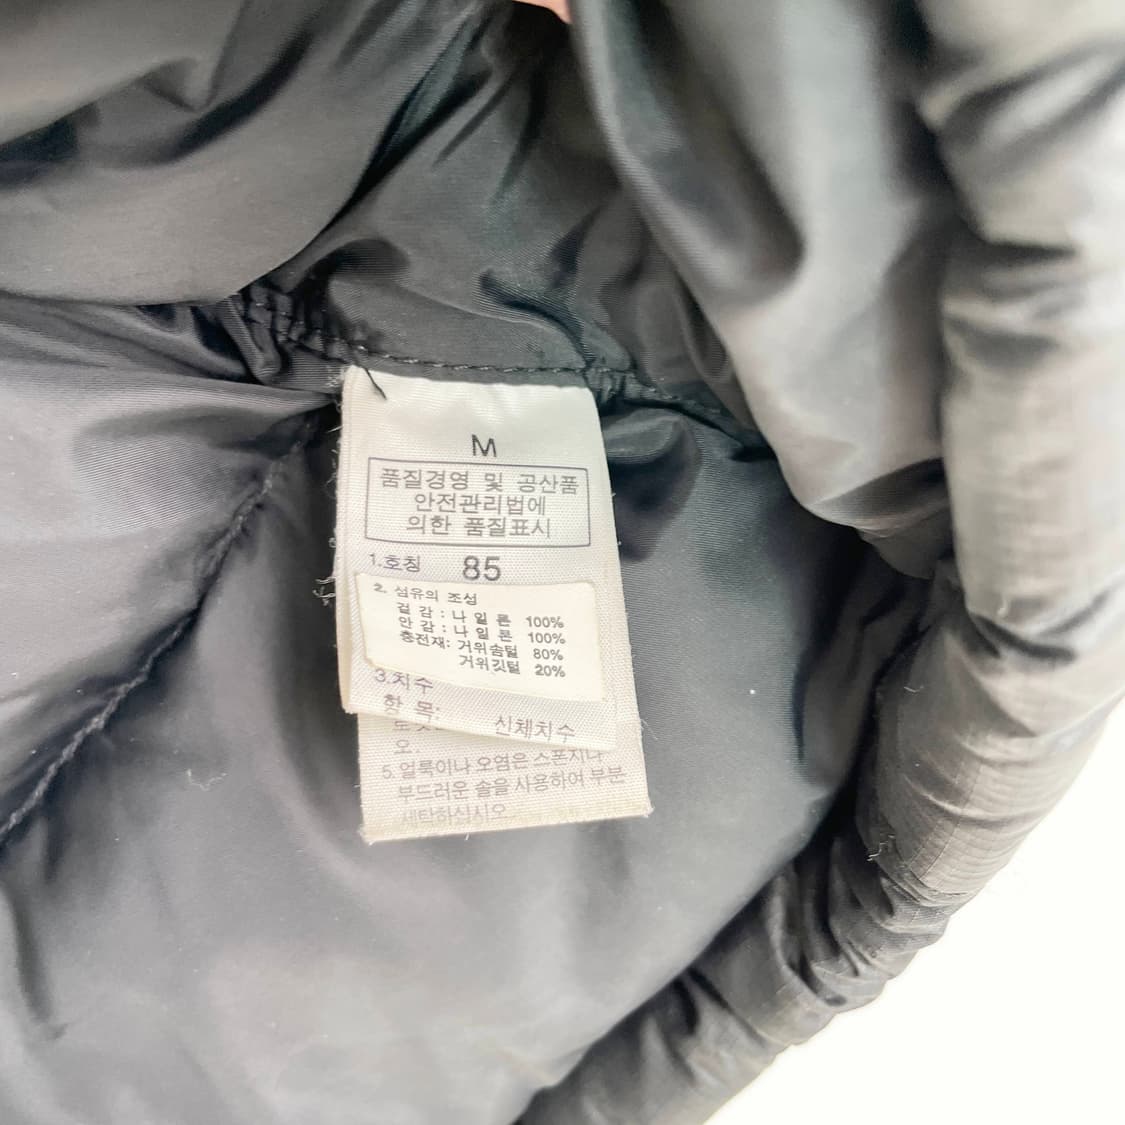 M
품질경영 및 공산품
안전관리법에
의한 품질표시
1.호칭 85
2. 섬유의 조성
겉 감 : 나 일 론 100%
안 감 : 나 일 론 100%
충전재: 거위솜털 80%
거위깃털 20%
3.치수
항 목: 신체치수
오.
5. 얼룩이나 오염은 스폰지나
부드러운 솔을 사용하여 부분
세탁하십시오.